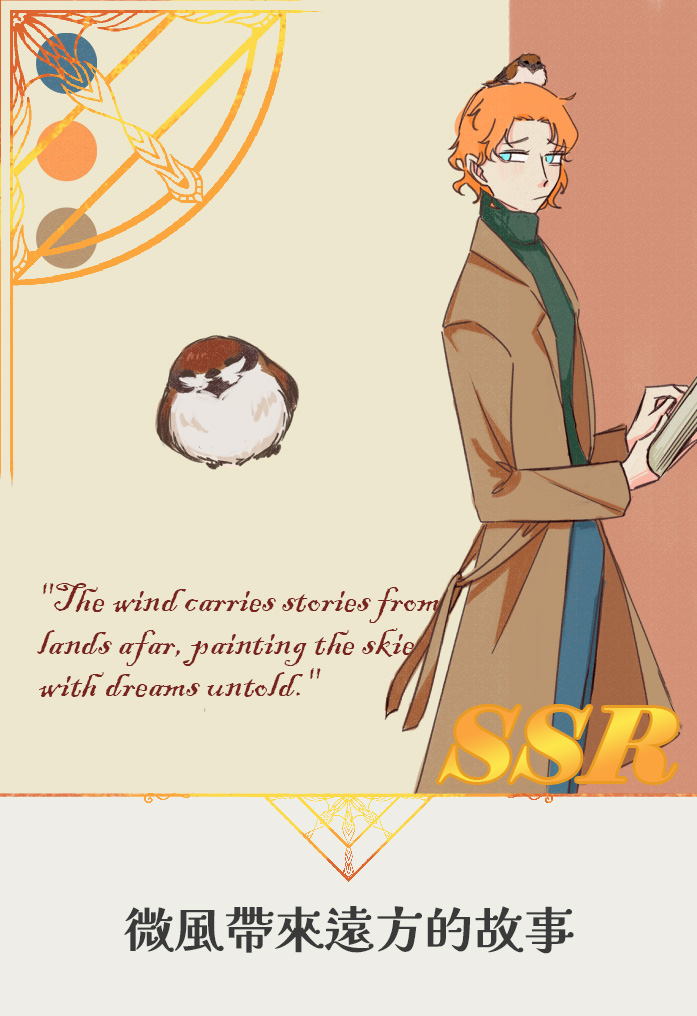 "The wind carries stories from
lands afar, painting the skie
with dreams untold."
SSR
微風帶來遠方的故事